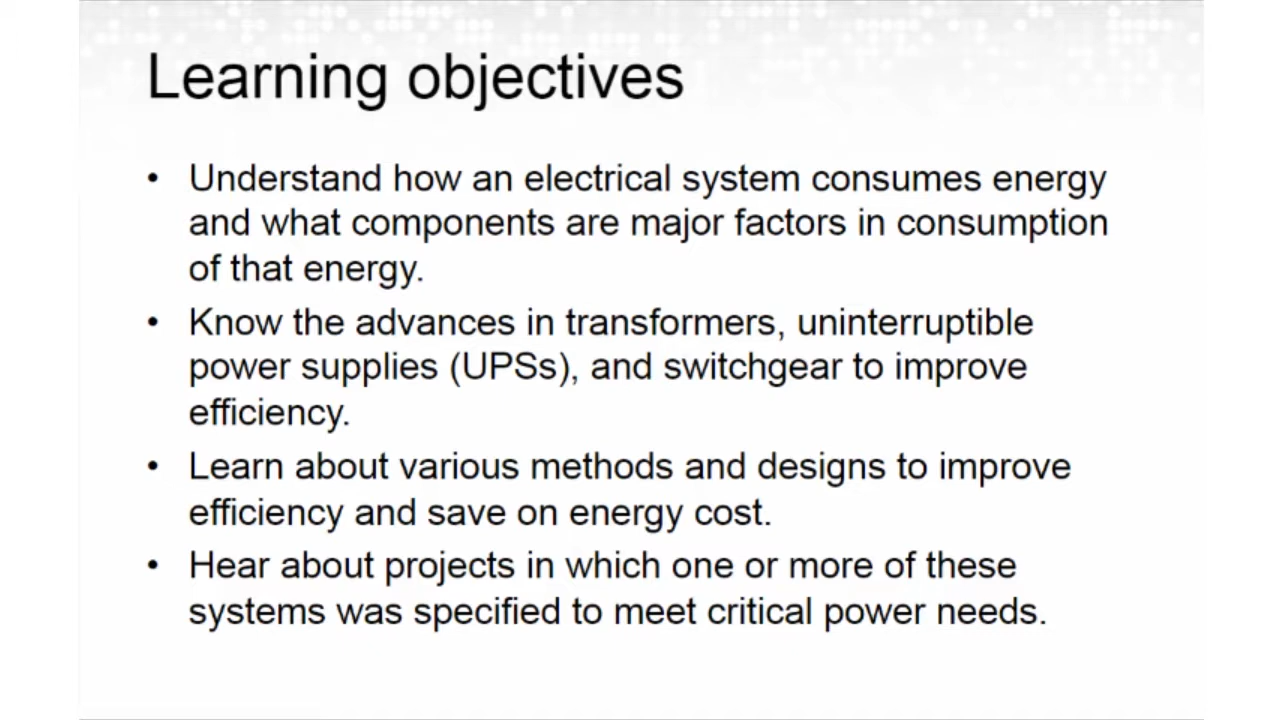 Learning objectives
• Understand how an electrical system consumes energy
and what components are major factors in consumption
of that energy.
• Know the advances in transformers, uninterruptible
power supplies (UPSs), and switchgear to improve
efficiency.
• Learn about various methods and designs to improve
efficiency and save on energy cost.
• Hear about projects in which one or more of these
systems was specified to meet critical power needs.